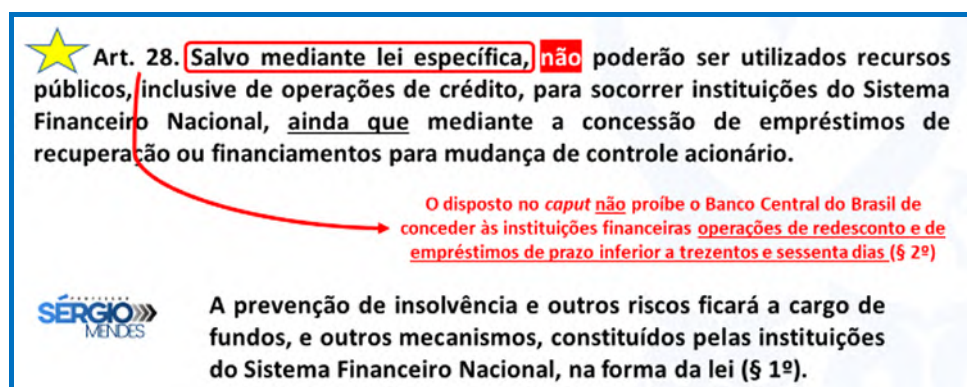 Art. 28. Salvo mediante lei específica, não poderão ser utilizados recursos
públicos, inclusive de operações de crédito, para socorrer instituições do Sistema
Financeiro Nacional, ainda que mediante a concessão de empréstimos de
recuperação ou financiamentos para mudança de controle acionário.
O disposto no caput não proíbe o Banco Central do Brasil de
conceder às instituições financeiras operações de redesconto e de
empréstimos de prazo inferior a trezentos e sessenta dias (§ 2º)
PROFESSOR
SÉRGIO
MENDES
A prevenção de insolvência e outros riscos ficará a cargo de
fundos, e outros mecanismos, constituídos pelas instituições
do Sistema Financeiro Nacional, na forma da lei (§ 1º).